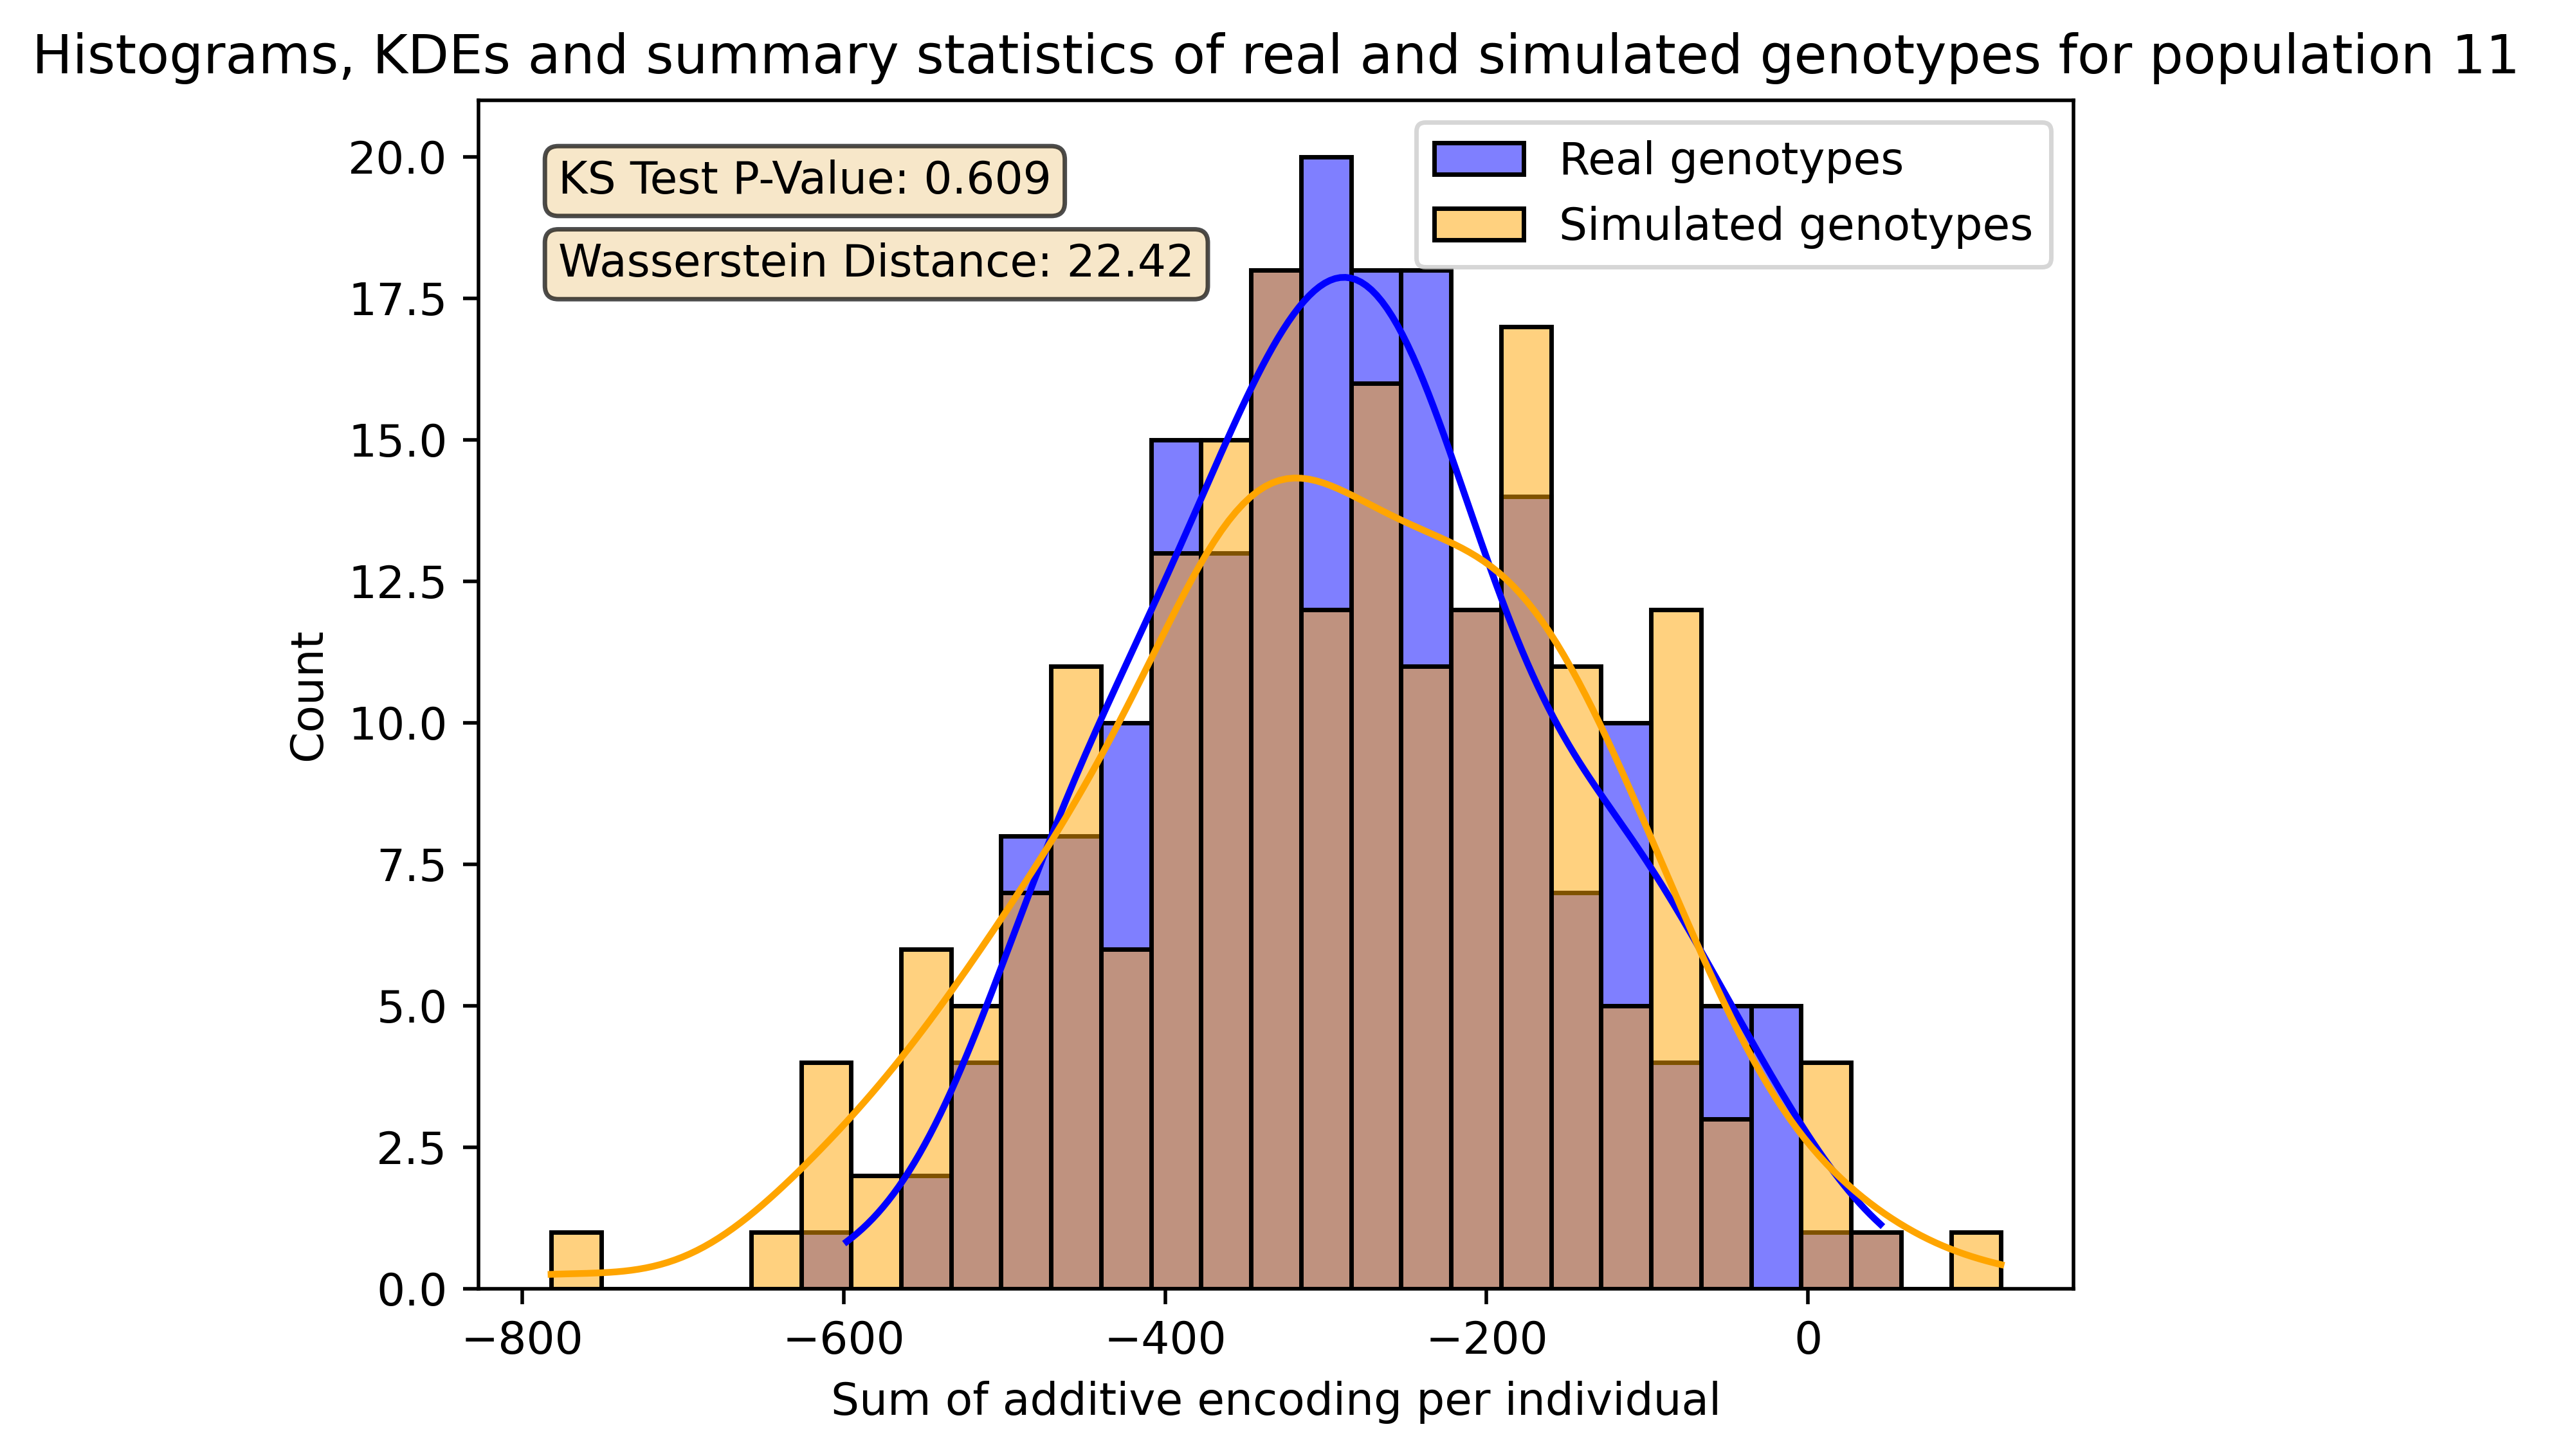 Histograms, KDEs and summary statistics of real and simulated genotypes for population 11
KS Test P-Value: 0.609
Wasserstein Distance: 22.42
Real genotypes
Simulated genotypes
20.0
17.5
15.0
12.5
10.0
7.5
5.0
2.5
0.0
Count
−800 −600 −400 −200 0
Sum of additive encoding per individual